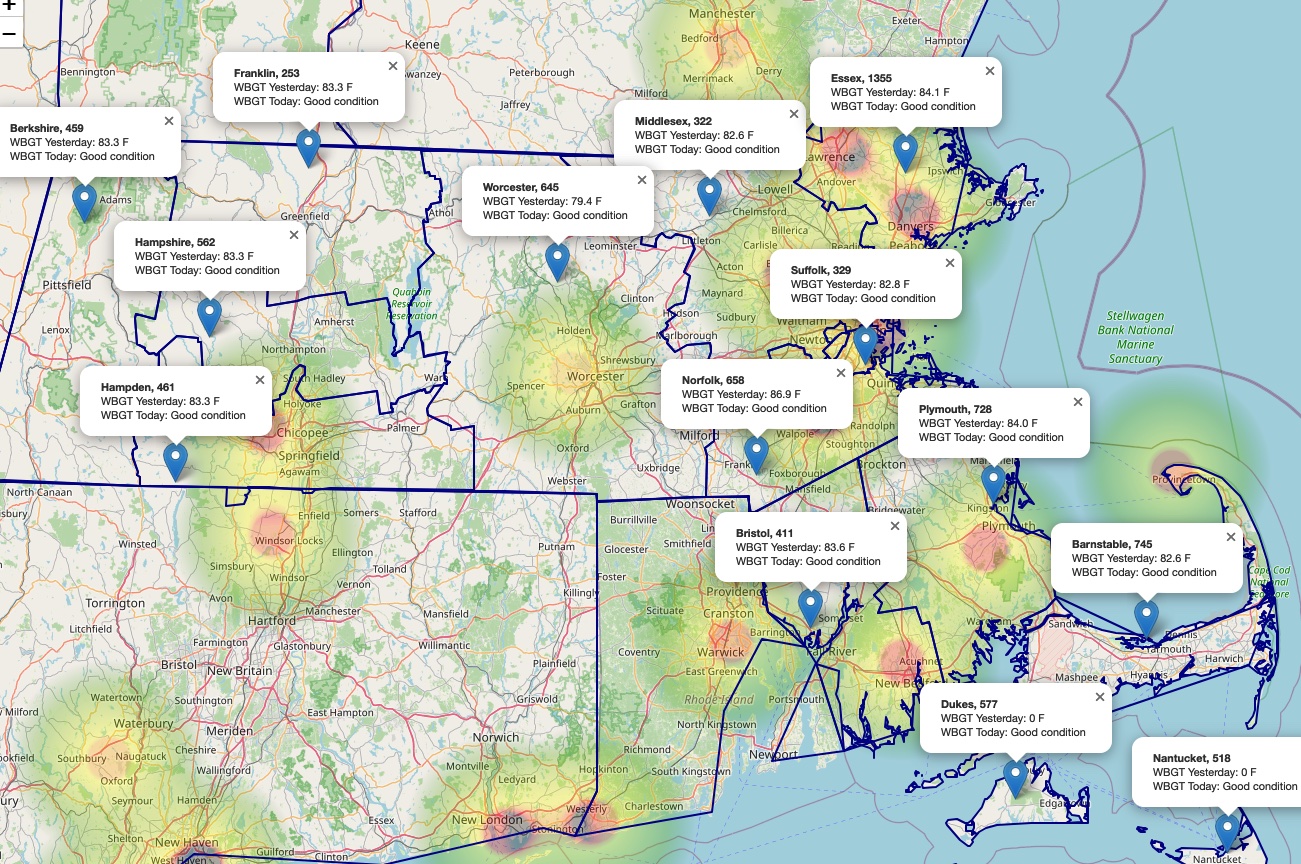 +
−
Franklin, 253
WBGT Yesterday: 83.3 F
WBGT Today: Good condition
Essex, 1355
WBGT Yesterday: 84.1 F
WBGT Today: Good condition
Berkshire, 459
WBGT Yesterday: 83.3 F
WBGT Today: Good condition
Middlesex, 322
WBGT Yesterday: 82.6 F
WBGT Today: Good condition
Worcester, 645
WBGT Yesterday: 79.4 F
WBGT Today: Good condition
Hampshire, 562
WBGT Yesterday: 83.3 F
WBGT Today: Good condition
Suffolk, 329
WBGT Yesterday: 82.8 F
WBGT Today: Good condition
Hampden, 461
WBGT Yesterday: 83.3 F
WBGT Today: Good condition
Norfolk, 658
WBGT Yesterday: 86.9 F
WBGT Today: Good condition
Plymouth, 728
WBGT Yesterday: 84.0 F
WBGT Today: Good condition
Bristol, 411
WBGT Yesterday: 83.6 F
WBGT Today: Good condition
Barnstable, 745
WBGT Yesterday: 82.6 F
WBGT Today: Good condition
Dukes, 577
WBGT Yesterday: 0 F
WBGT Today: Good condition
Nantucket, 518
WBGT Yesterday: 0 F
WBGT Today: Good condition
Manchester
Exeter
Bedford
Keene
Hampton
Bennington
Swanzey
Peterborough
Derry
Merrimack
Milford
Jaffrey
Lawrence
Andover
Ipswich
Adams
Lowell
Gloucester
Greenfield
Athol
Chelmsford
Danvers
Billerica
Littleton
Leominster
Carlisle
Reading
Peabody
Pittsfield
Acton
Quabbin
Reservoir
Reservation
Clinton
Maynard
Hudson
Sudbury
Stellwagen
Bank National
Marine
Sanctuary
Lenox
Amherst
Holden
Marlborough
Waltham
Newton
Northampton
Shrewsbury
South Hadley
Worcester
Spencer
Quincy
Holyoke
Auburn
Grafton
Chicopee
Palmer
Milford
Walpole
Randolph
Stoughton
Springfield
Oxford
Agawam
Uxbridge
Franklin
Foxborough
Brockton
Webster
Mansfield
Provincetown
North Canaan
Woonsocket
Bridgewater
Kingston
Enfield
Somers
Stafford
Burrillville
Plymouth
Winsted
Windsor Locks
Putnam
Glocester
Smithfield
Ellington
Simsbury
Tolland
Windsor
Foster
Cape Cod
National
Seashore
Vernon
Killingly
Providence
Torrington
Avon
Manchester
Mansfield
Scituate
Cranston
Somerset
Hartford
Wareham
Sandwich
Litchfield
Barrington
Dennis
Farmington
Glastonbury
Willimantic
Coventry
Warwick
Fall River
Yarmouth
Bristol
Plainfield
Acushnet
Harwich
New Britain
East Greenwich
Mashpee
Hyannis
New Bedford
Watertown
Southington
Griswold
Rhode Island
Portsmouth
New Milford
East Hampton
Waterbury
Meriden
North Kingstown
Norwich
Cheshire
Richmond
Newport
Southbury
Naugatuck
Wallingford
Montville
Hopkinton
South Kingstown
Oxford
Ledyard
Seymour
Hamden
Edgartown
Westerly
Charlestown
Essex
New London
Stonington
Shelton
New Haven
West Haven
Guilford
Clinton
Nantucket